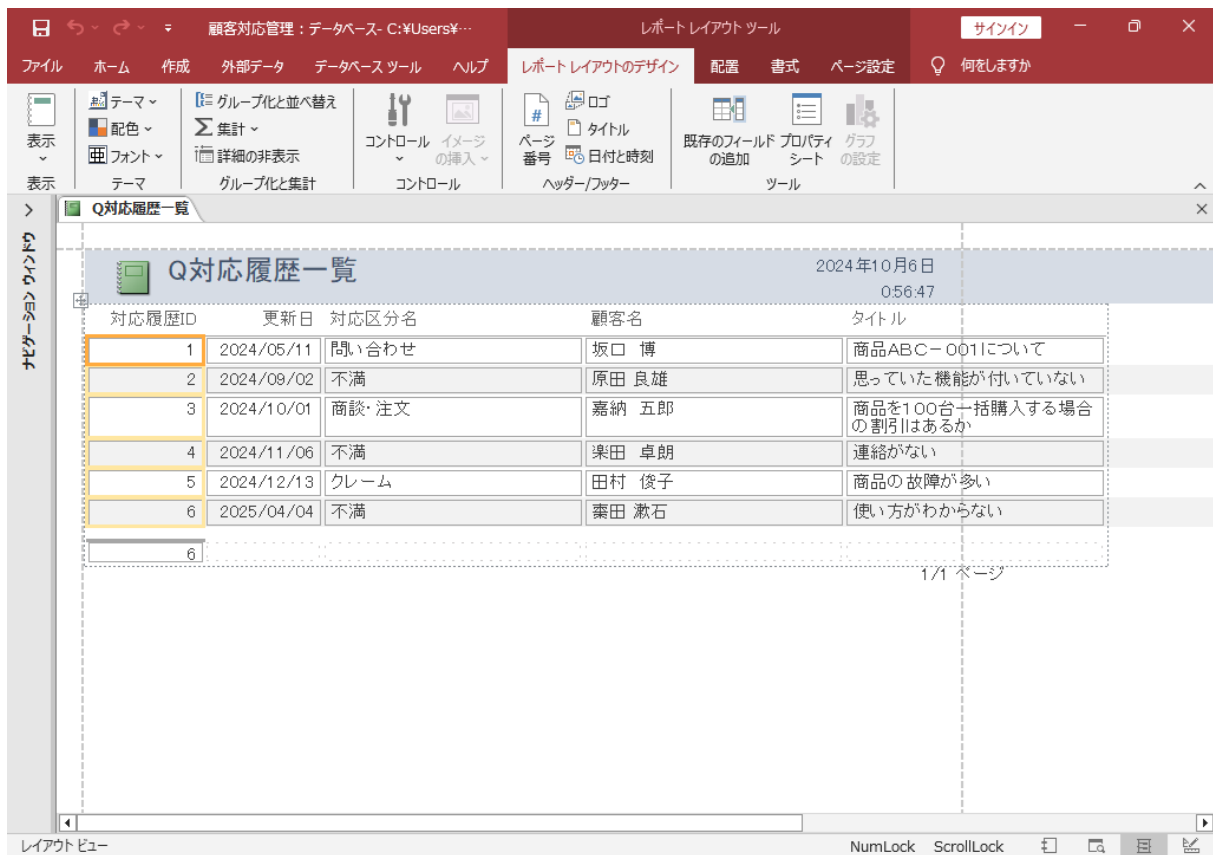 顧客対応管理：データベース- C:¥Users¥… レポート レイアウト ツール サインイン
ファイル ホーム 作成 外部データ データベース ツール ヘルプ レポート レイアウトのデザイン 配置 書式 ページ設定 何をしますか
表示
テーマ
配色
フォント
グループ化と並べ替え
Σ 集計
詳細の非表示
コントロール
イメージ
の挿入
ページ
番号
ロゴ
タイトル
日付と時刻
既存のフィールド
の追加
プロパティ
シート
グラフ
の設定
表示 テーマ グループ化と集計 コントロール ヘッダー/フッター ツール
Q対応履歴一覧
ナビゲーション ウィンドウ
Q対応履歴一覧
2024年10月6日
0:56:47
対応履歴ID 更新日 対応区分名 顧客名 タイトル
1 2024/05/11 問い合わせ 坂口 博 商品ABC－001について
2 2024/09/02 不満 原田 良雄 思っていた機能が付いていない
3 2024/10/01 商談・注文 嘉納 五郎 商品を100台一括購入する場合
の割引はあるか
4 2024/11/06 不満 楽田 卓朗 連絡がない
5 2024/12/13 クレーム 田村 俊子 商品の故障が多い
6 2025/04/04 不満 棗田 漱石 使い方がわからない
6
1/1 ページ
レイアウト ビュー NumLock ScrollLock